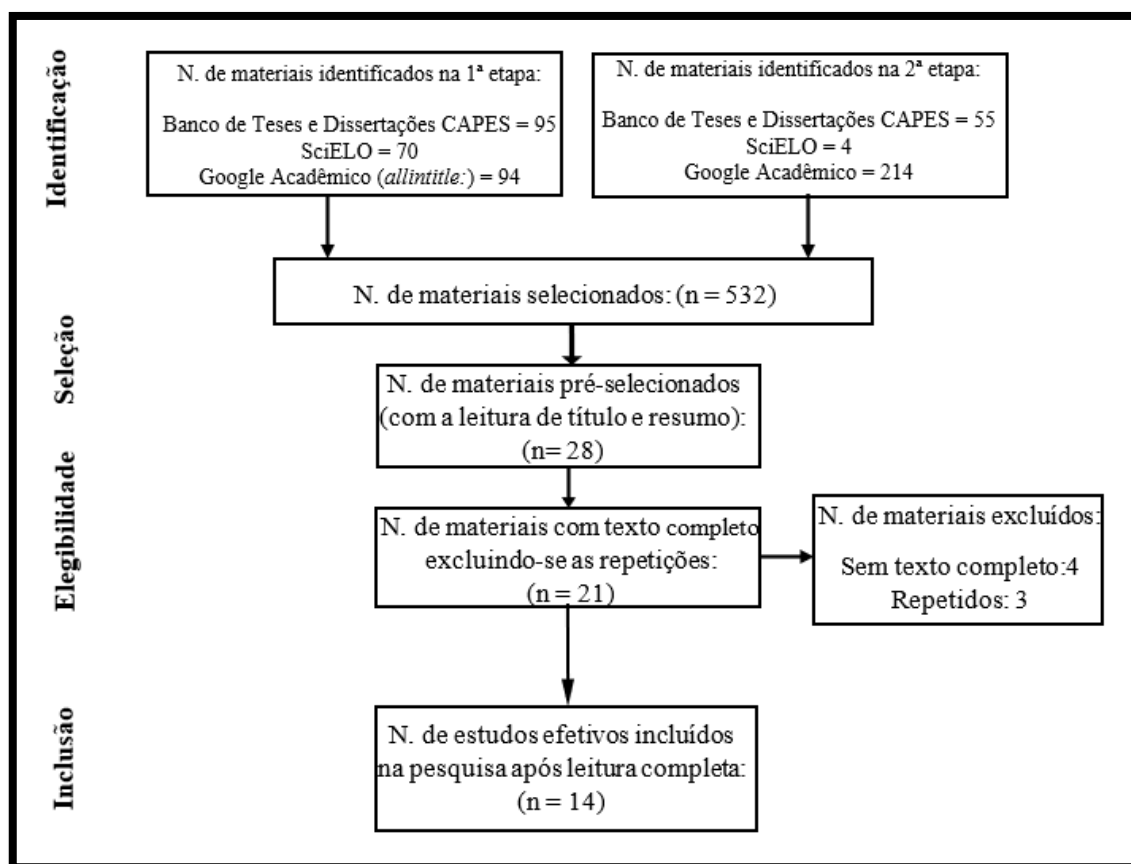 Identificação
N. de materiais identificados na 1ª etapa:
Banco de Teses e Dissertações CAPES = 95
SciELO = 70
Google Acadêmico (allintitle:) = 94
N. de materiais identificados na 2ª etapa:
Banco de Teses e Dissertações CAPES = 55
SciELO = 4
Google Acadêmico = 214
N. de materiais selecionados: (n = 532)
Seleção
N. de materiais pré-selecionados
(com a leitura de título e resumo):
(n= 28)
Elegibilidade
N. de materiais com texto completo
excluindo-se as repetições:
(n = 21)
N. de materiais excluídos:
Sem texto completo:4
Repetidos: 3
Inclusão
N. de estudos efetivos incluídos
na pesquisa após leitura completa:
(n = 14)